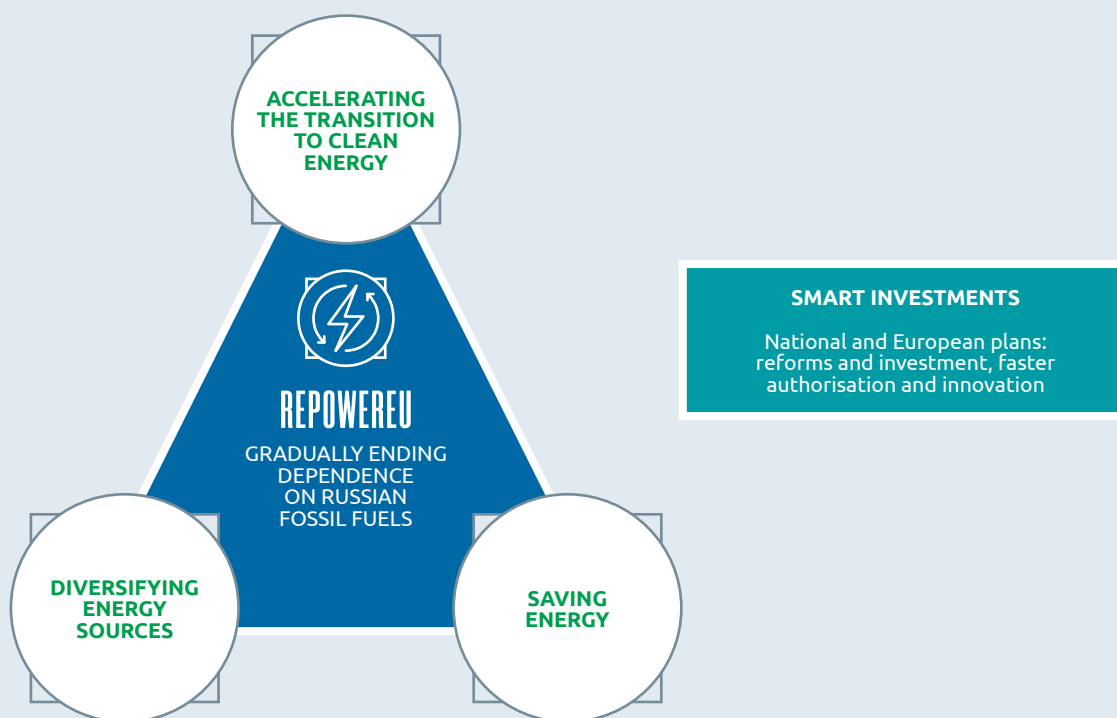 ACCELERATING
THE TRANSITION
TO CLEAN
ENERGY
REPOWEREU
GRADUALLY ENDING
DEPENDENCE
ON RUSSIAN
FOSSIL FUELS
DIVERSIFYING
ENERGY
SOURCES
SAVING
ENERGY
SMART INVESTMENTS
National and European plans:
reforms and investment, faster
authorisation and innovation